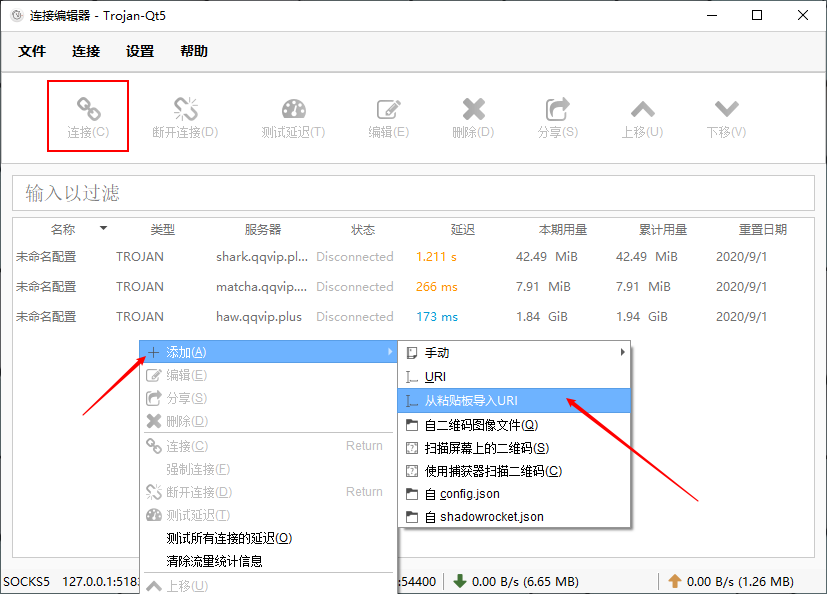 连接编辑器 - Trojan-Qt5
文件 连接 设置 帮助
连接(C) 断开连接(D) 测试延迟(T) 编辑(E) 删除(D) 分享(S) 上移(U) 下移(V)
输入以过滤
名称 类型 服务器 状态 延迟 本期用量 累计用量 重置日期
未命名配置 TROJAN shark.qqvip.pl... Disconnected 1.211 s 42.49 MiB 42.49 MiB 2020/9/1
未命名配置 TROJAN matcha.qqvip.... Disconnected 266 ms 7.91 MiB 7.91 MiB 2020/9/1
未命名配置 TROJAN haw.qqvip.plus Disconnected 173 ms 1.84 GiB 1.94 GiB 2020/9/1
添加(A)
编辑(E)
分享(S)
删除(D)
连接(C) Return
强制连接(F)
断开连接(D) Return
测试延迟(T)
测试所有连接的延迟(O)
清除流量统计信息
上移(U)
手动
URI
从粘贴板导入URI
自二维码图像文件(Q)
扫描屏幕上的二维码(S)
使用捕获器扫描二维码(C)
自 config.json
自 shadowrocket.json
SOCKS5 127.0.0.1:518 :54400 0.00 B/s (6.65 MB) 0.00 B/s (1.26 MB)